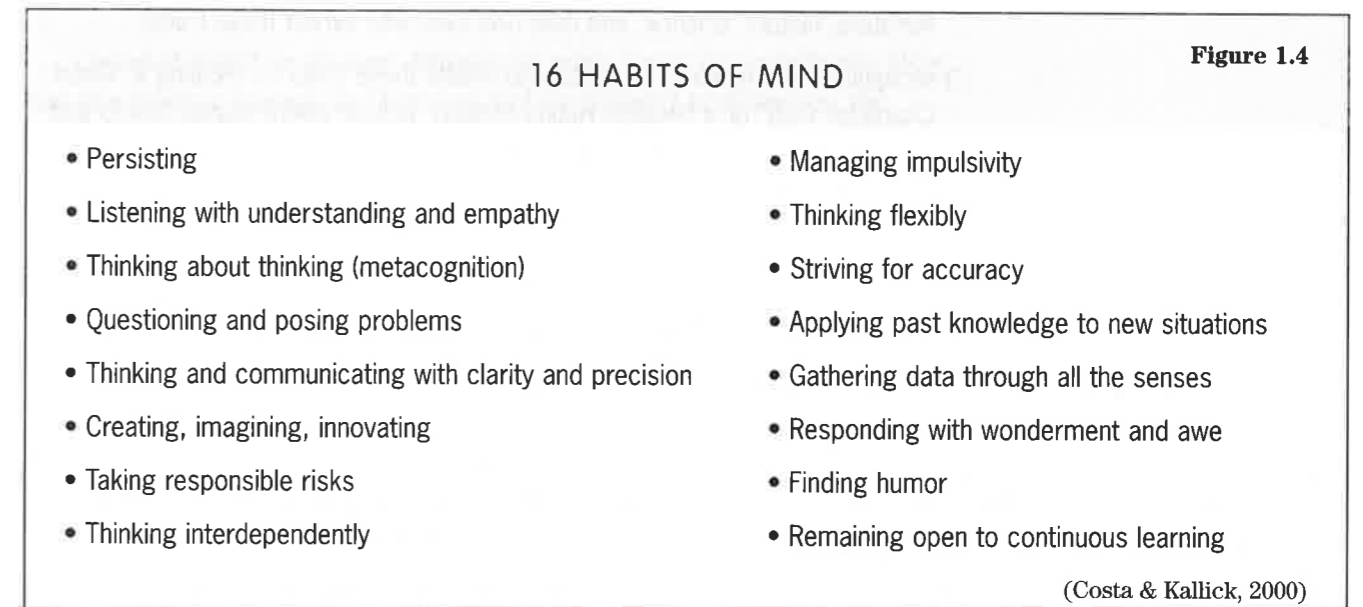 Figure 1.4
16 HABITS OF MIND
• Persisting
• Listening with understanding and empathy
• Thinking about thinking (metacognition)
• Questioning and posing problems
• Thinking and communicating with clarity and precision
• Creating, imagining, innovating
• Taking responsible risks
• Thinking interdependently
• Managing impulsivity
• Thinking flexibly
• Striving for accuracy
• Applying past knowledge to new situations
• Gathering data through all the senses
• Responding with wonderment and awe
• Finding humor
• Remaining open to continuous learning
(Costa & Kallick, 2000)